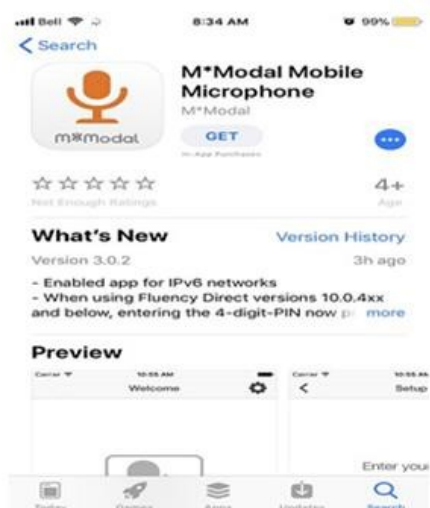 Bell 8:34 AM 99%
Search
M*Modal Mobile
Microphone
M*Modal
m*modal
GET
In-App Purchases
Not Enough Ratings
4+
Age
What's New Version History
Version 3.0.2 3h ago
- Enabled app for IPv6 networks
- When using Fluency Direct versions 10.0.4xx
and below, entering the 4-digit-PIN now more
Preview
Carrier 10:55 AM Carrier 10:55 AM
Welcome Setup
Enter your
Today Games Apps Updates Search